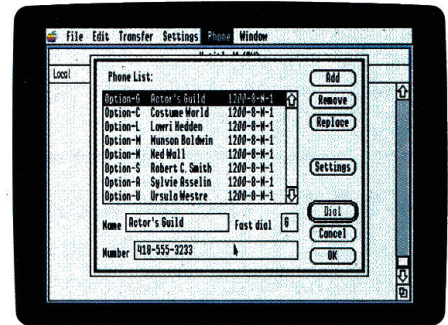 File Edit Transfer Settings Phone Window
Local
Phone List:
Option-G Actor's Guild 1200-8-N-1
Option-C Costume World 1200-8-N-1
Option-L Lowri Hedden 1200-8-N-1
Option-M Munson Baldwin 1200-8-N-1
Option-N Ned Wall 1200-8-N-1
Option-S Robert C. Smith 1200-8-N-1
Option-A Sylvie Asselin 1200-8-N-1
Option-U Ursula Westre 1200-8-N-1
Add
Remove
Replace
Settings
Dial
Cancel
OK
Name Actor's Guild Fast dial G
Number 418-555-3233